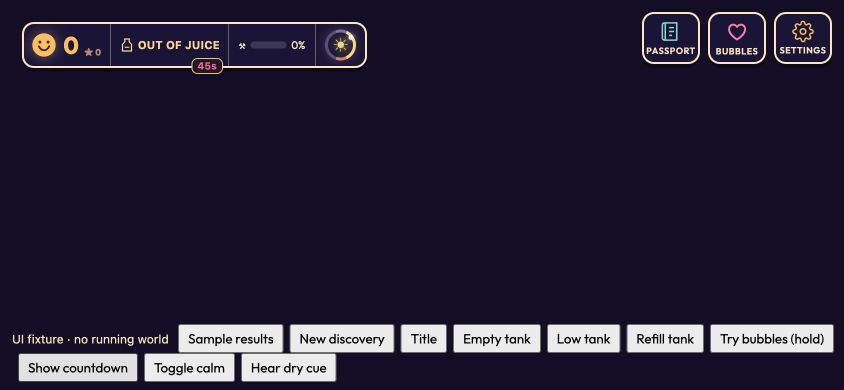 0 ★0 OUT OF JUICE 0%
45s
PASSPORT BUBBLES SETTINGS
UI fixture · no running world Sample results New discovery Title Empty tank Low tank Refill tank Try bubbles (hold)
Show countdown Toggle calm Hear dry cue